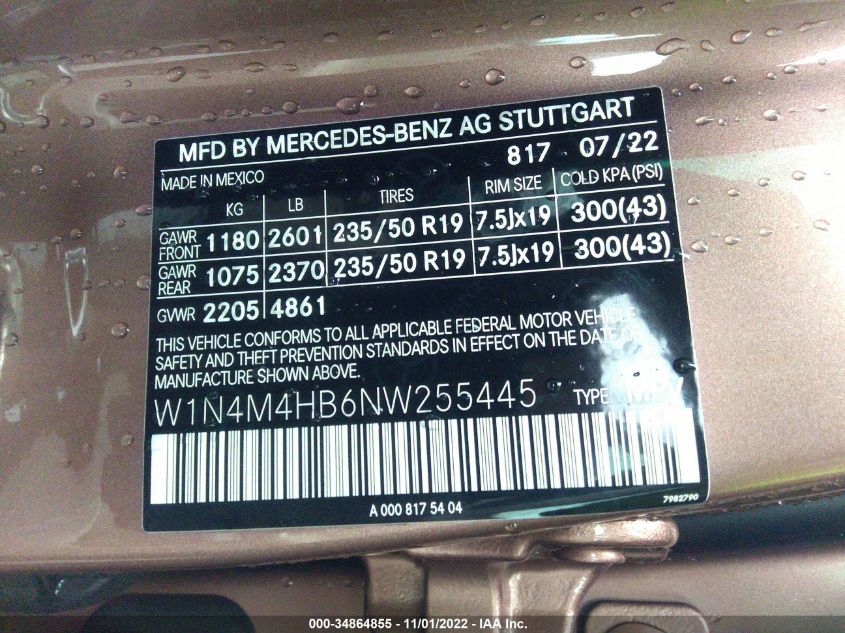 MFD BY MERCEDES-BENZ AG STUTTGART
817 07/22
MADE IN MEXICO
KG LB TIRES RIM SIZE COLD KPA (PSI)
GAWR FRONT 1180 2601 235/50 R19 7.5Jx19 300(43)
GAWR REAR 1075 2370 235/50 R19 7.5Jx19 300(43)
GVWR 2205 4861
THIS VEHICLE CONFORMS TO ALL APPLICABLE FEDERAL MOTOR VEHICLE
SAFETY AND THEFT PREVENTION STANDARDS IN EFFECT ON THE DATE OF
MANUFACTURE SHOWN ABOVE.
W1N4M4HB6NW255445 TYPE: MPV
A 000 817 54 04
7982790
000-34864855 - 11/01/2022 - IAA Inc.